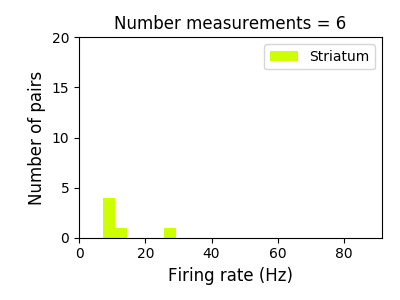 Number measurements = 6
Striatum
20
15
10
5
0
Number of pairs
0 20 40 60 80
Firing rate (Hz)